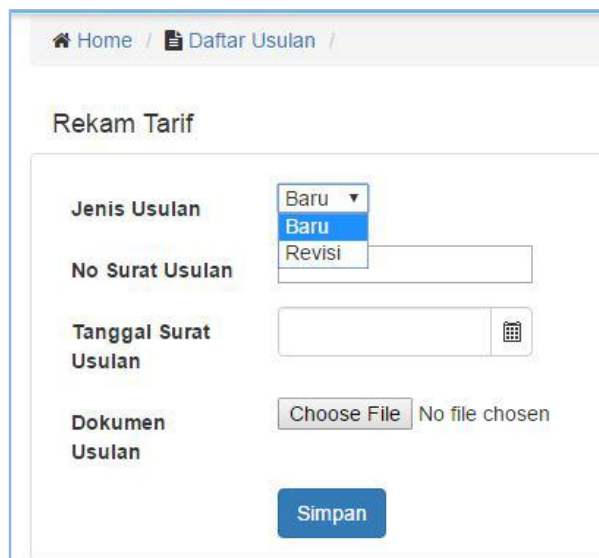 Home / Daftar Usulan /
Rekam Tarif
Jenis Usulan
Baru
Baru
Revisi
No Surat Usulan
Tanggal Surat
Usulan
Dokumen
Usulan
Choose File No file chosen
Simpan